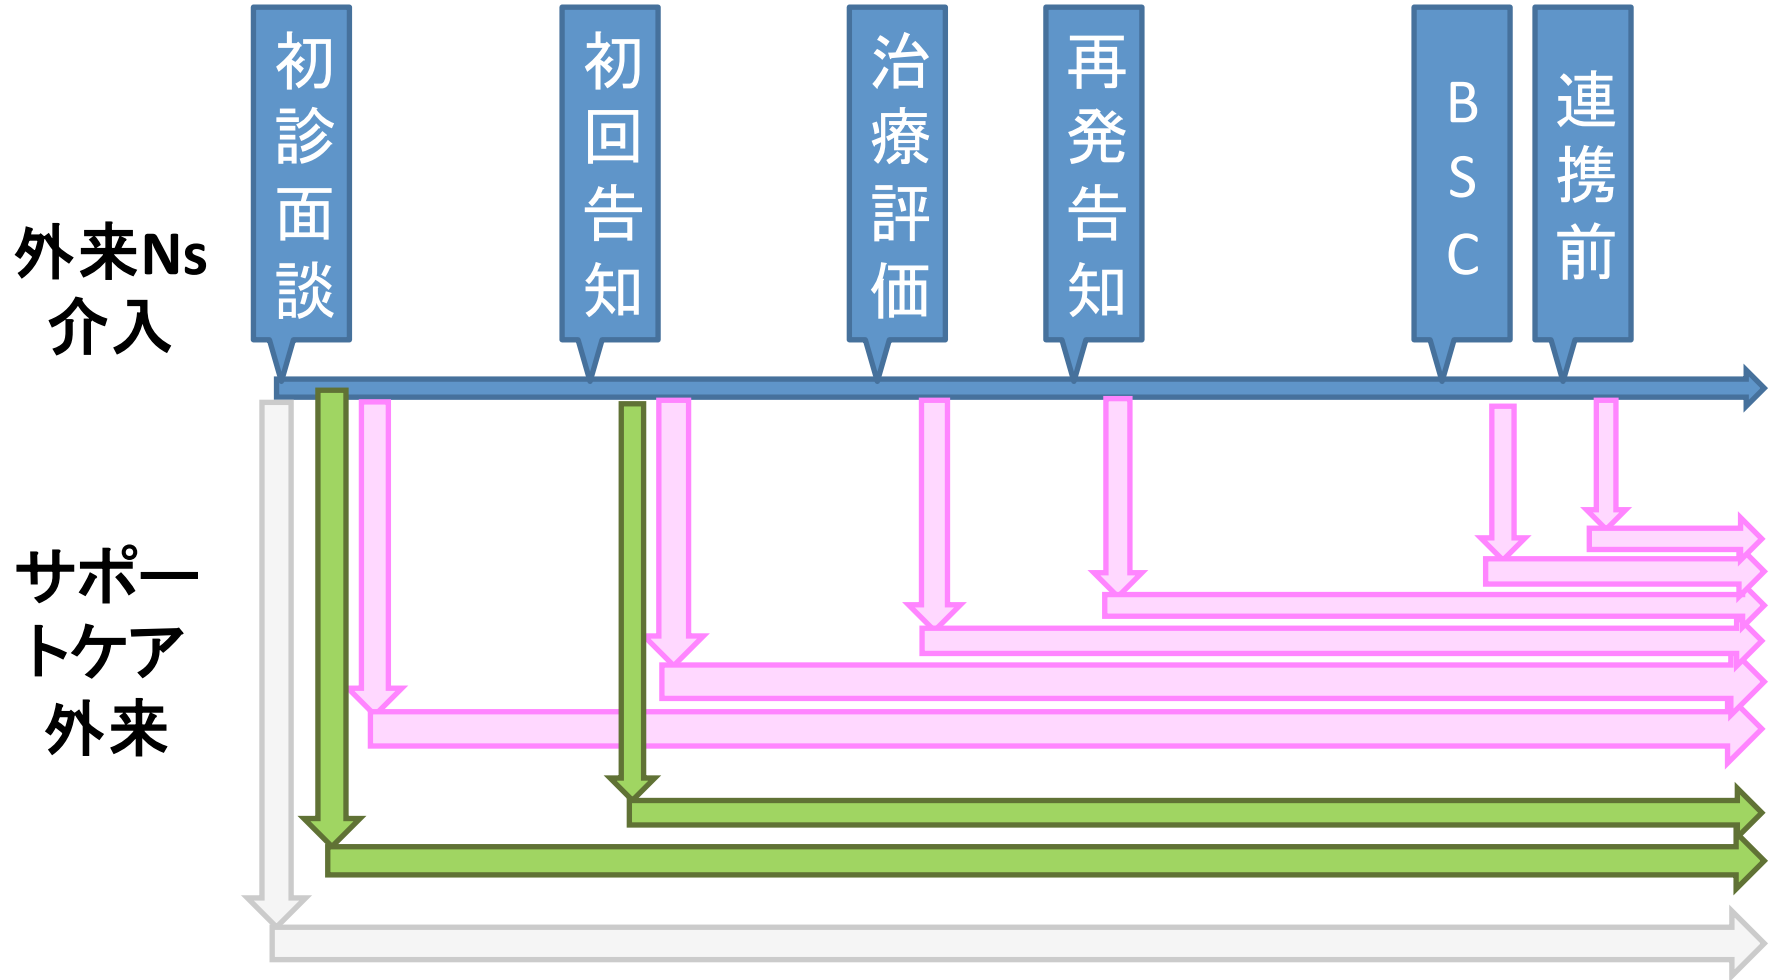 初診面談
初回告知
治療評価
再発告知
BSC
連携前
外来Ns
介入
サポー
トケア
外来